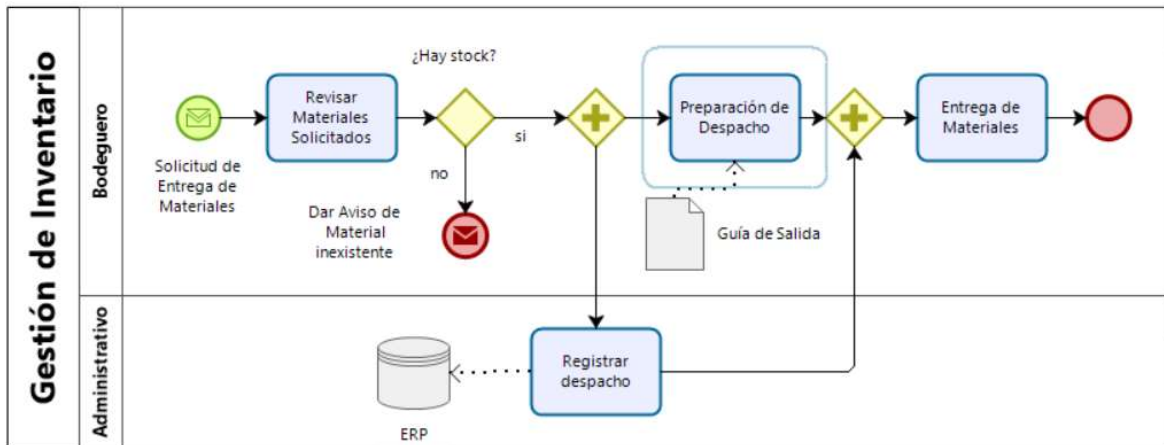 Gestión de Inventario
Bodeguero
Solicitud de
Entrega de
Materiales
Revisar
Materiales
Solicitados
¿Hay stock?
si
no
Dar Aviso de
Material
inexistente
Preparación de
Despacho
Guía de Salida
Entrega de
Materiales
Administrativo
ERP
Registrar
despacho